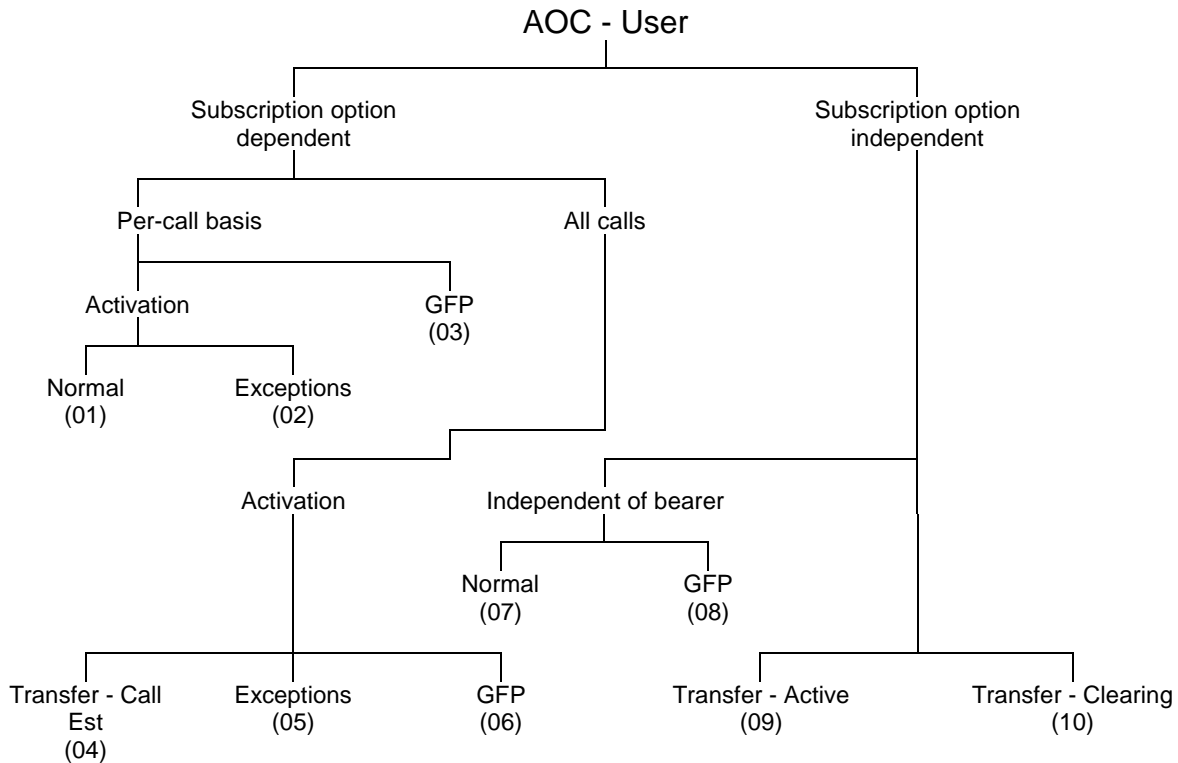 AOC - User
Subscription option
dependent
Subscription option
independent
Per-call basis
All calls
Activation
GFP
(03)
Normal
(01)
Exceptions
(02)
Activation
Independent of bearer
Normal
(07)
GFP
(08)
Transfer - Call
Est
(04)
Exceptions
(05)
GFP
(06)
Transfer - Active
(09)
Transfer - Clearing
(10)